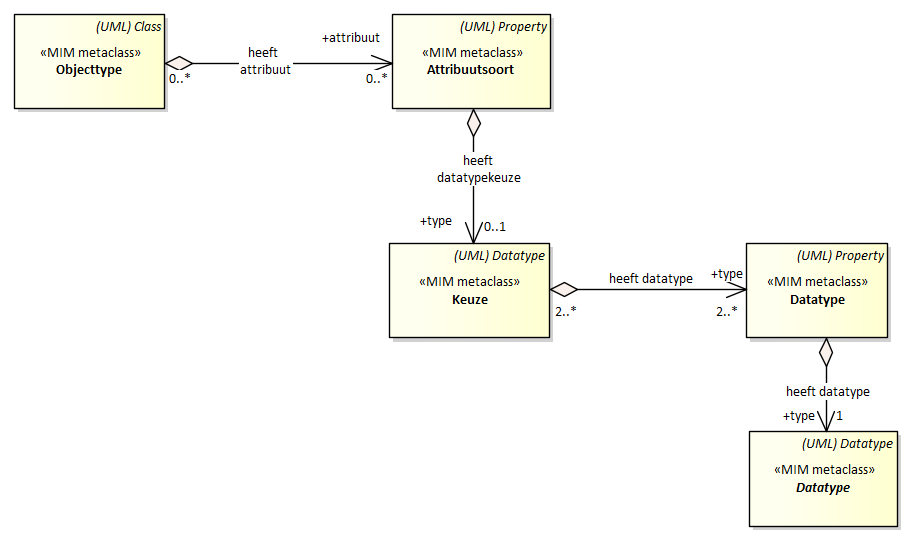 (UML) Class
«MIM metaclass»
Objecttype
heeft
attribuut
+attribuut
0..*
0..*
(UML) Property
«MIM metaclass»
Attribuutsoort
heeft
datatypekeuze
+type
0..1
(UML) Datatype
«MIM metaclass»
Keuze
heeft datatype
+type
2..*
2..*
(UML) Property
«MIM metaclass»
Datatype
heeft datatype
+type
1
(UML) Datatype
«MIM metaclass»
Datatype